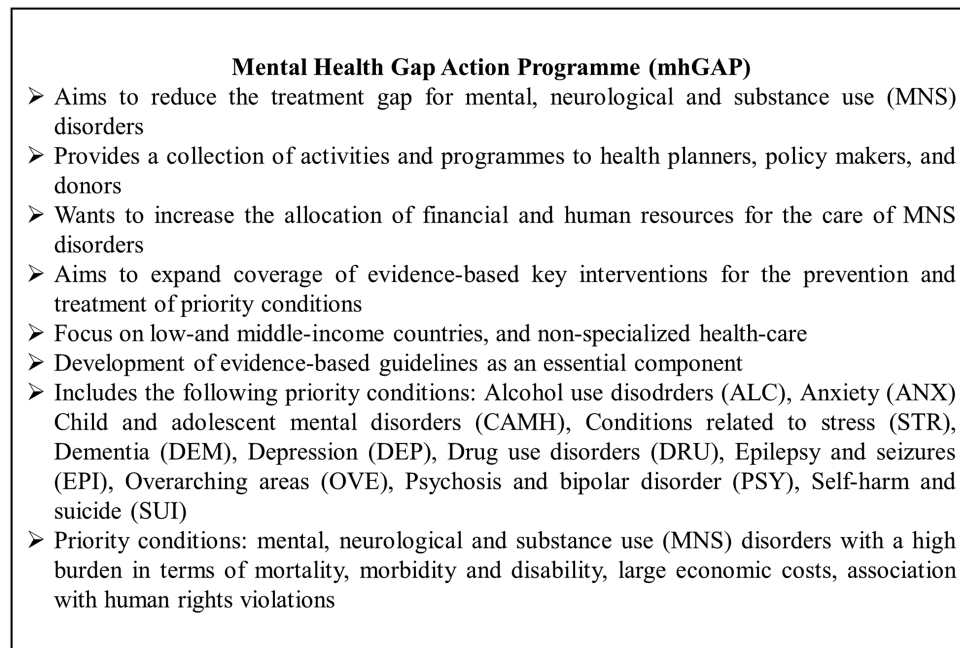 Mental Health Gap Action Programme (mhGAP)
➢ Aims to reduce the treatment gap for mental, neurological and substance use (MNS)
disorders
➢ Provides a collection of activities and programmes to health planners, policy makers, and
donors
➢ Wants to increase the allocation of financial and human resources for the care of MNS
disorders
➢ Aims to expand coverage of evidence-based key interventions for the prevention and
treatment of priority conditions
➢ Focus on low-and middle-income countries, and non-specialized health-care
➢ Development of evidence-based guidelines as an essential component
➢ Includes the following priority conditions: Alcohol use disodrders (ALC), Anxiety (ANX)
Child and adolescent mental disorders (CAMH), Conditions related to stress (STR),
Dementia (DEM), Depression (DEP), Drug use disorders (DRU), Epilepsy and seizures
(EPI), Overarching areas (OVE), Psychosis and bipolar disorder (PSY), Self-harm and
suicide (SUI)
➢ Priority conditions: mental, neurological and substance use (MNS) disorders with a high
burden in terms of mortality, morbidity and disability, large economic costs, association
with human rights violations